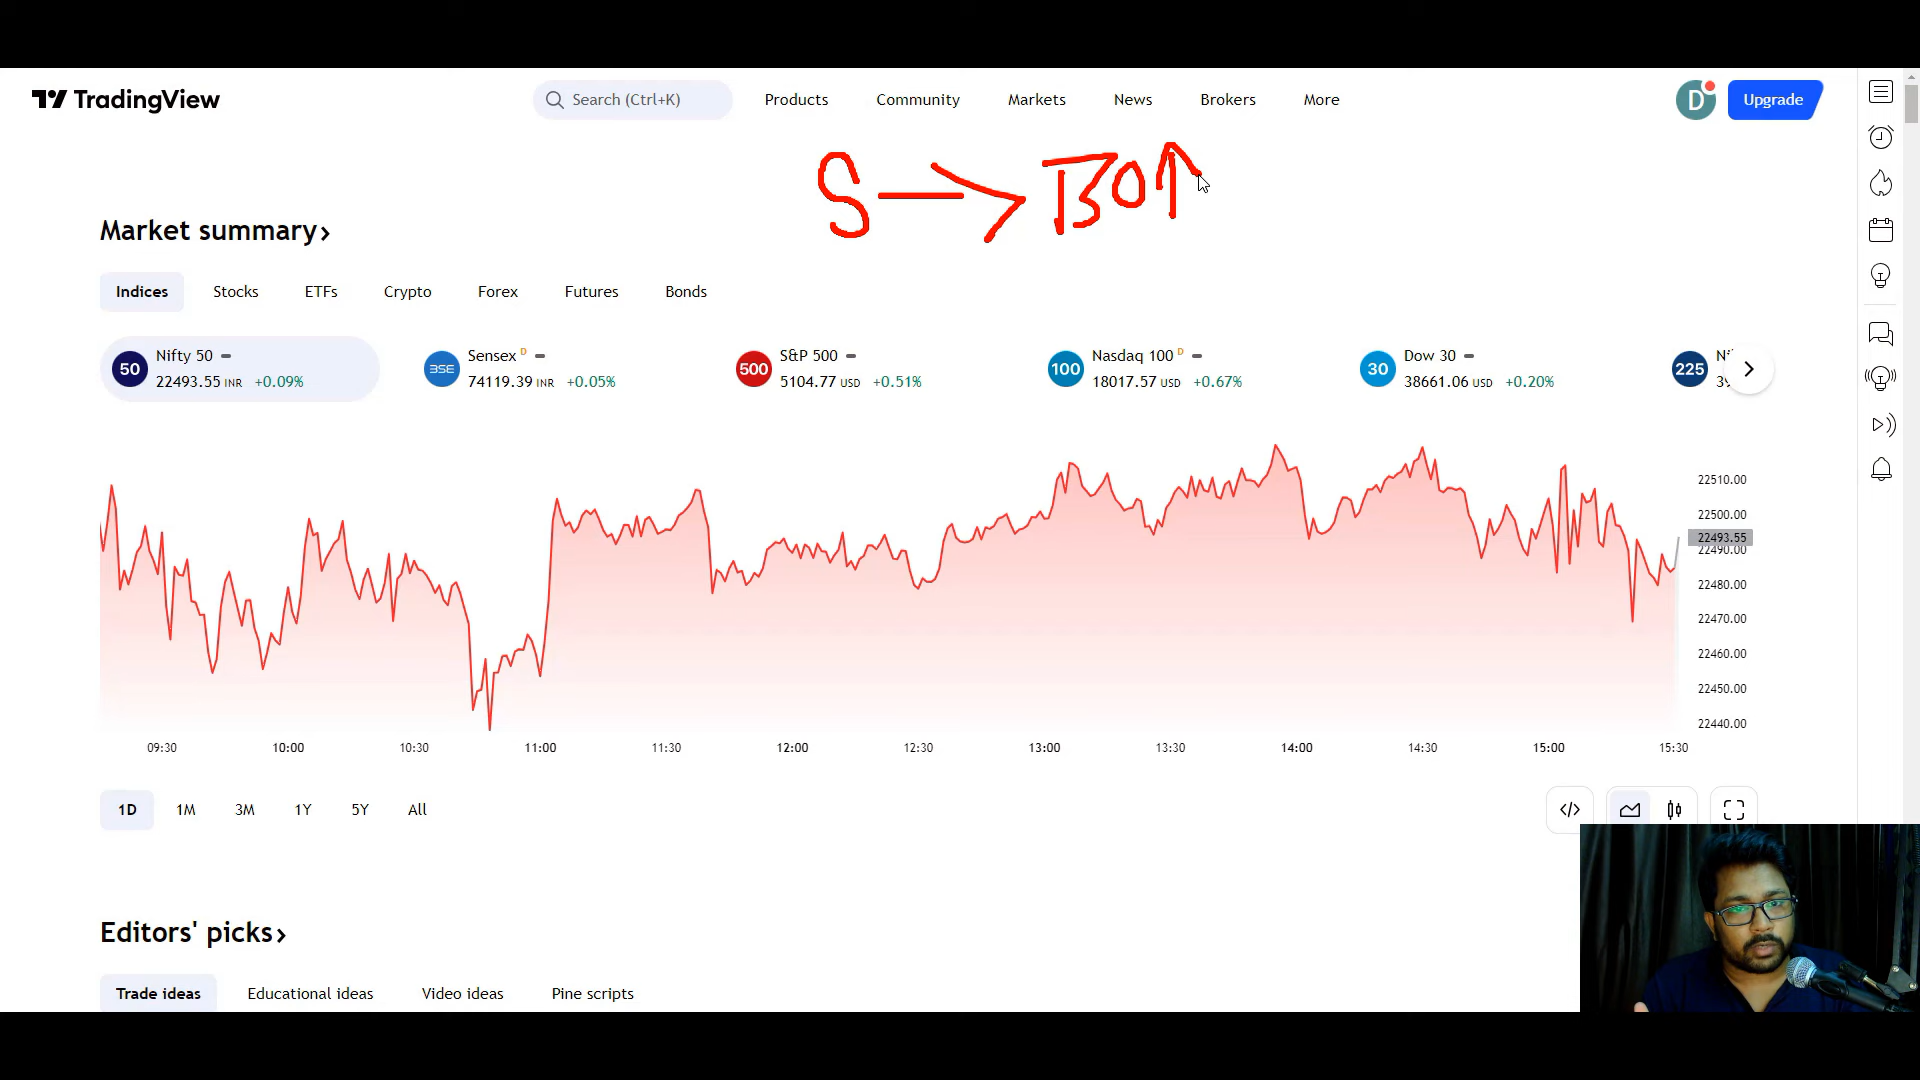 TradingView
Search (Ctrl+K)
Products Community Markets News Brokers More
D Upgrade
S → BO↑
Market summary ›
Indices Stocks ETFs Crypto Forex Futures Bonds
50 Nifty 50 22493.55 INR +0.09%
BSE Sensex D 74119.39 INR +0.05%
500 S&P 500 5104.77 USD +0.51%
100 Nasdaq 100 D 18017.57 USD +0.67%
30 Dow 30 38661.06 USD +0.20%
225
22510.00
22500.00
22493.55
22490.00
22480.00
22470.00
22460.00
22450.00
22440.00
09:30 10:00 10:30 11:00 11:30 12:00 12:30 13:00 13:30 14:00 14:30 15:00 15:30
1D 1M 3M 1Y 5Y All
Editors' picks ›
Trade ideas Educational ideas Video ideas Pine scripts